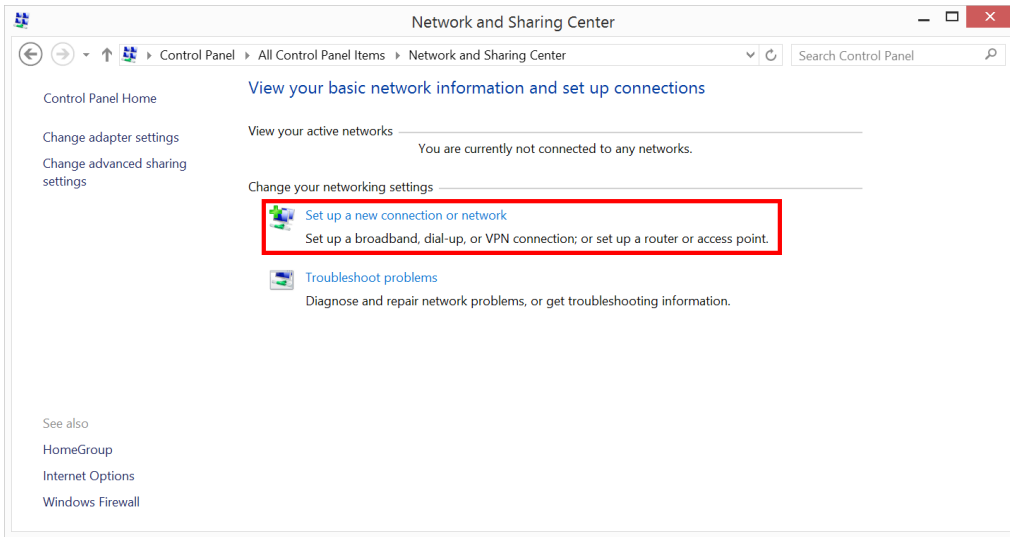 Network and Sharing Center
Control Panel All Control Panel Items Network and Sharing Center Search Control Panel
Control Panel Home
Change adapter settings
Change advanced sharing
settings
View your basic network information and set up connections
View your active networks
You are currently not connected to any networks.
Change your networking settings
Set up a new connection or network
Set up a broadband, dial-up, or VPN connection; or set up a router or access point.
Troubleshoot problems
Diagnose and repair network problems, or get troubleshooting information.
See also
HomeGroup
Internet Options
Windows Firewall